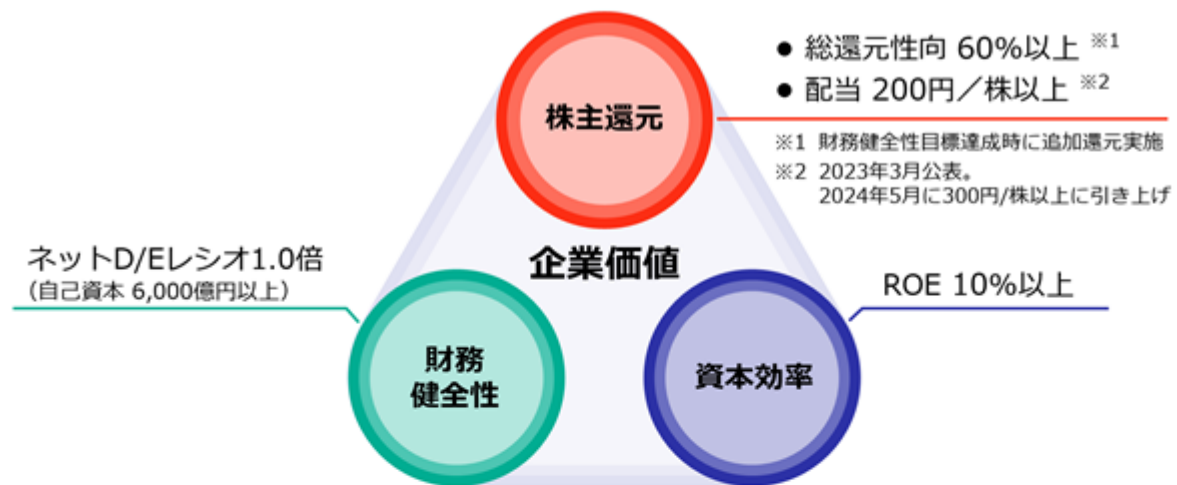 株主還元
● 総還元性向 60%以上 ※1
● 配当 200円／株以上 ※2
※1 財務健全性目標達成時に追加還元実施
※2 2023年3月公表。
2024年5月に300円/株以上に引き上げ
企業価値
ネットD/Eレシオ1.0倍
（自己資本 6,000億円以上）
ROE 10%以上
財務
健全性
資本効率